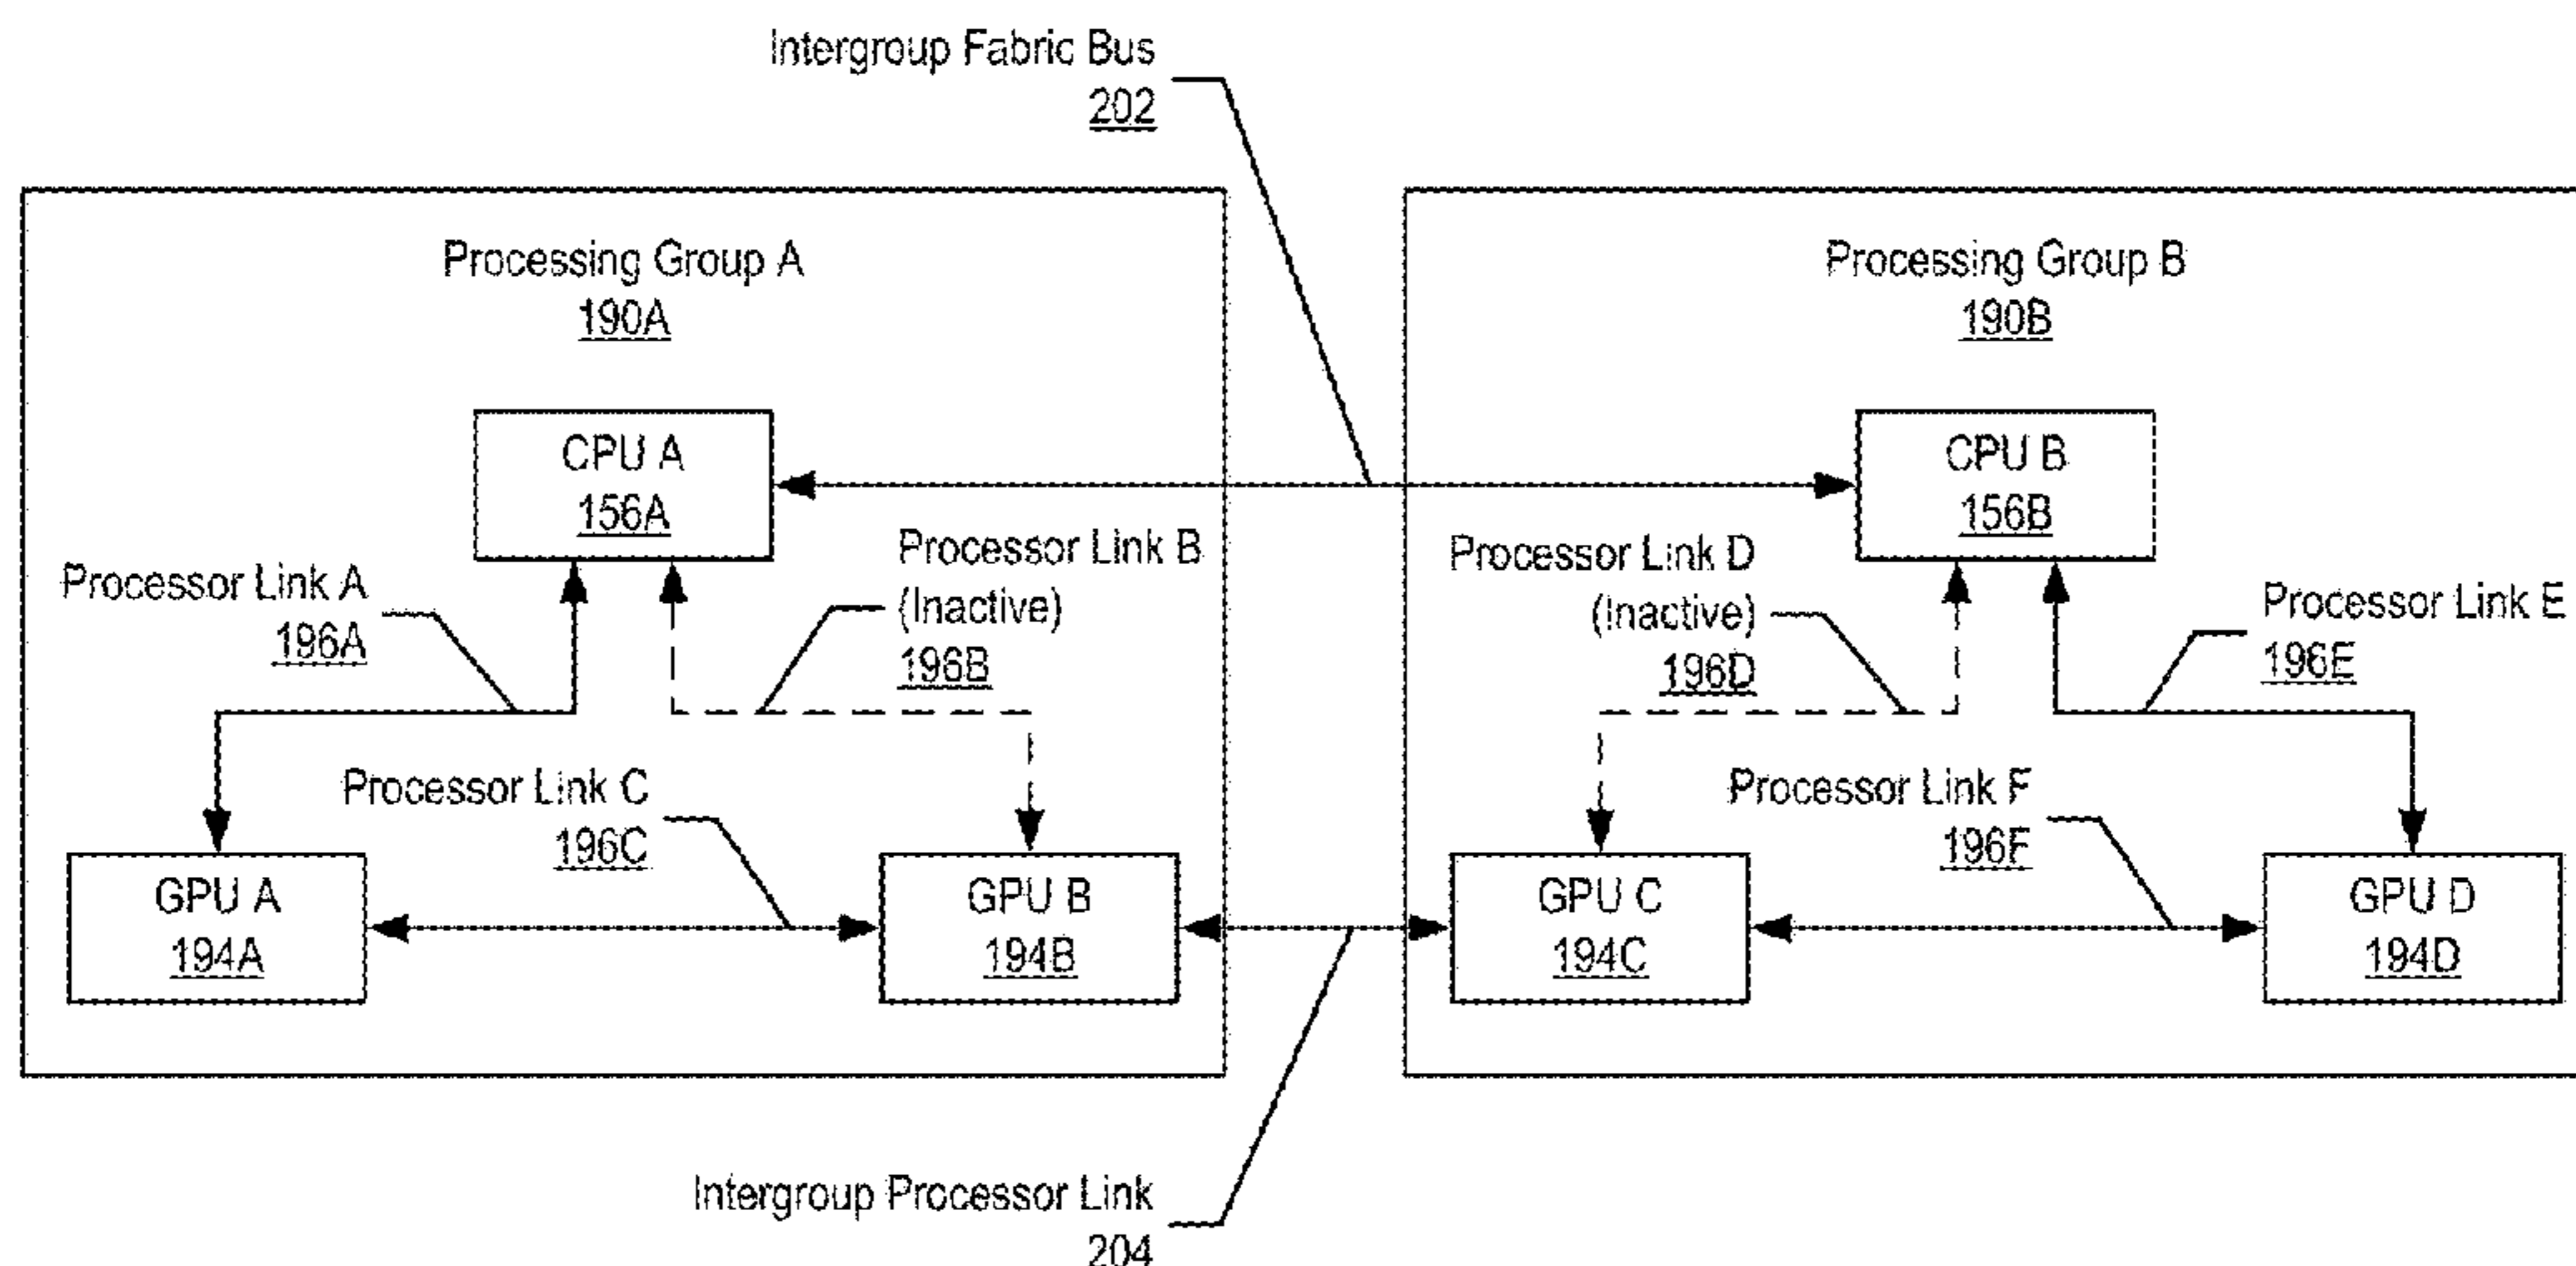 Intergroup Fabric Bus
202
Processing Group A
190A
Processing Group B
190B
CPU A
156A
CPU B
156B
Processor Link A
196A
Processor Link B
(Inactive)
196B
Processor Link D
(Inactive)
196D
Processor Link E
196E
Processor Link C
196C
Processor Link F
196F
GPU A
194A
GPU B
194B
GPU C
194C
GPU D
194D
Intergroup Processor Link
204